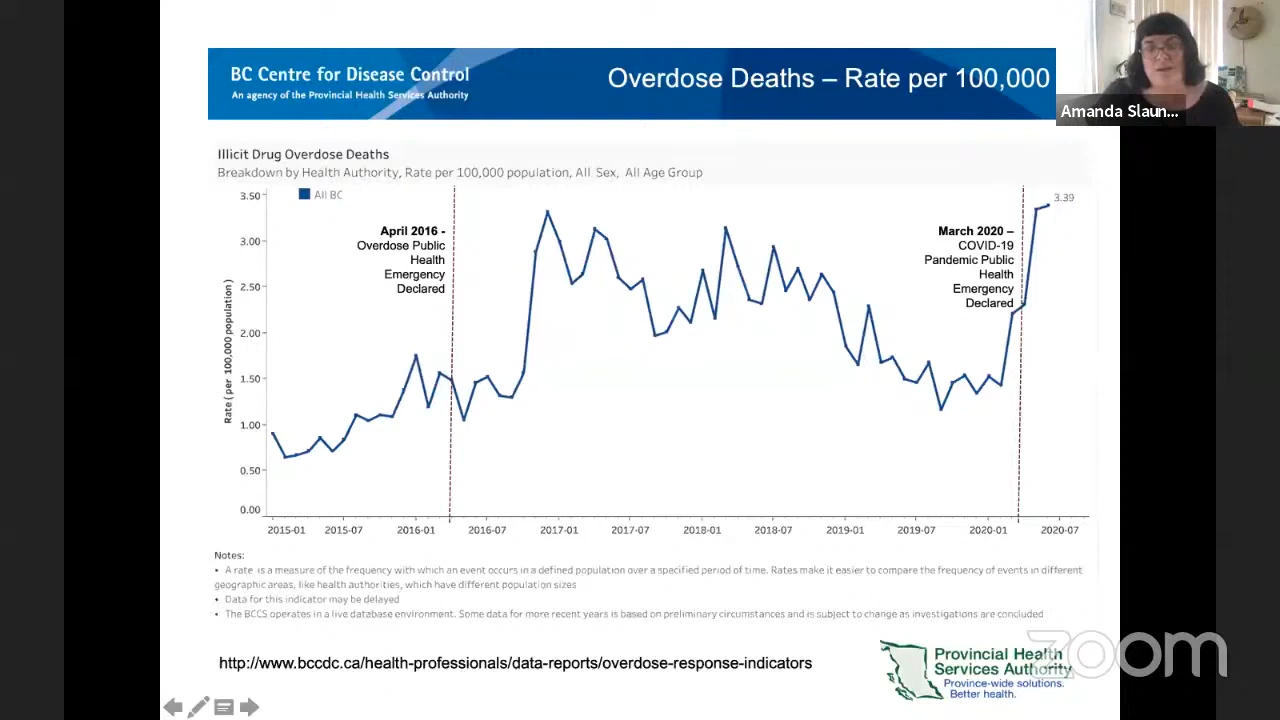 BC Centre for Disease Control
An agency of the Provincial Health Services Authority
Overdose Deaths – Rate per 100,000
Amanda Slaun...
Illicit Drug Overdose Deaths
Breakdown by Health Authority, Rate per 100,000 population, All Sex, All Age Group
All BC
3.50
3.00
2.50
2.00
1.50
1.00
0.50
0.00
Rate ( per 100,000 population)
April 2016 -
Overdose Public
Health
Emergency
Declared
March 2020 –
COVID-19
Pandemic Public
Health
Emergency
Declared
3.39
2015-01 2015-07 2016-01 2016-07 2017-01 2017-07 2018-01 2018-07 2019-01 2019-07 2020-01 2020-07
Notes:
• A rate is a measure of the frequency with which an event occurs in a defined population over a specified period of time. Rates make it easier to compare the frequency of events in different
geographic areas, like health authorities, which have different population sizes
• Data for this indicator may be delayed
• The BCCS operates in a live database environment. Some data for more recent years is based on preliminary circumstances and is subject to change as investigations are concluded
http://www.bccdc.ca/health-professionals/data-reports/overdose-response-indicators
Provincial Health
Services Authority
Province-wide solutions.
Better health.
zoom